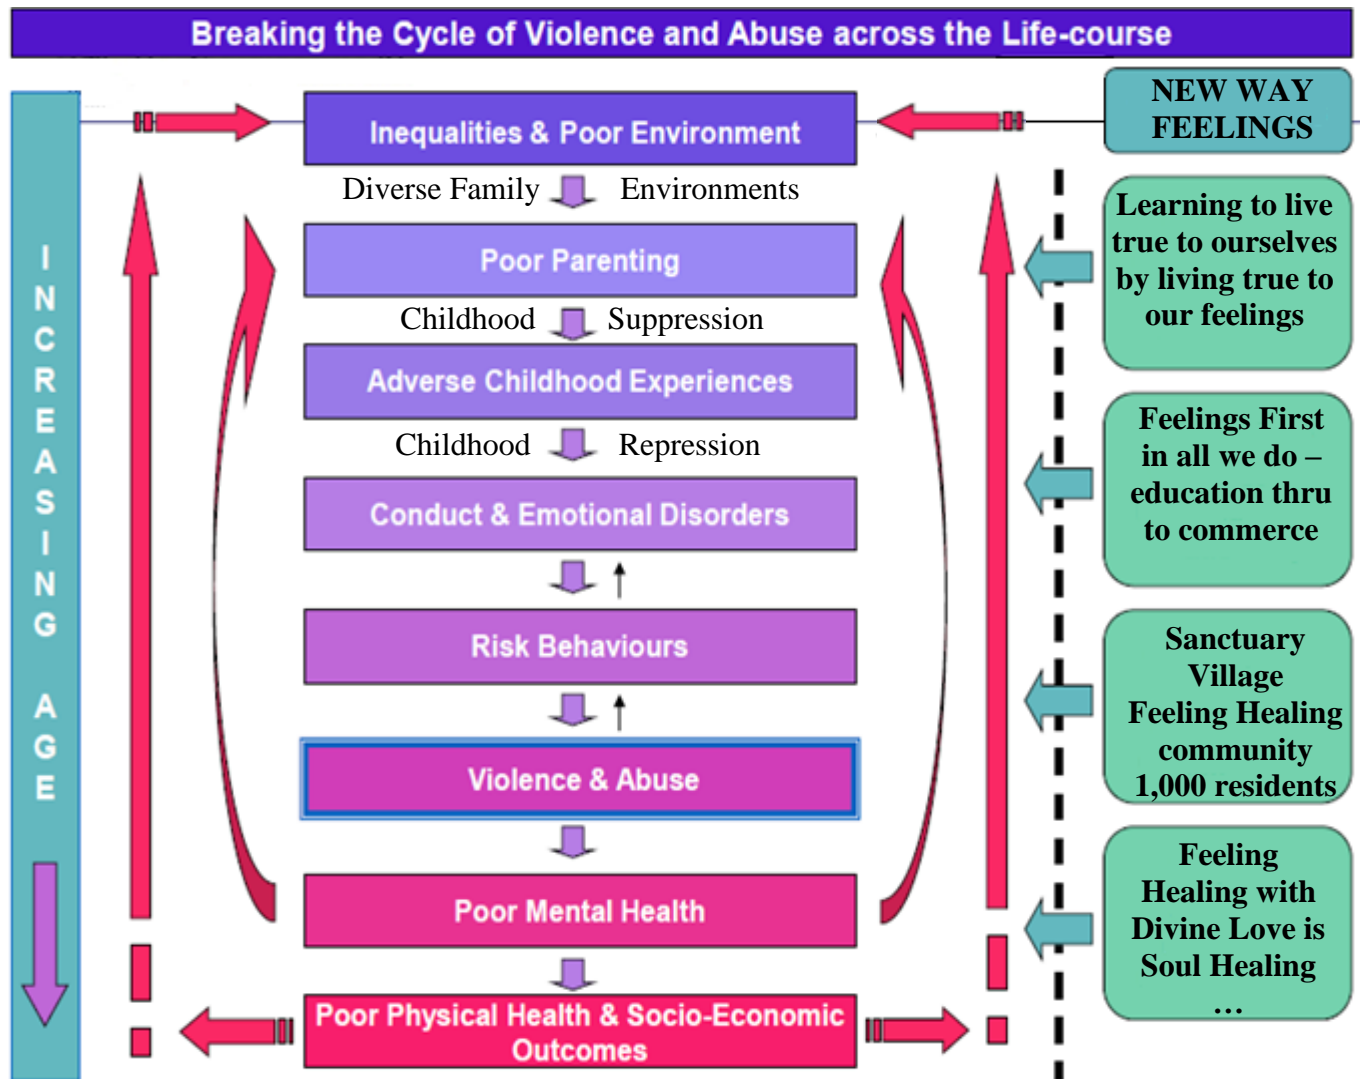 Breaking the Cycle of Violence and Abuse across the Life-course
INCREASING AGE
Inequalities & Poor Environment
Diverse Family Environments
Poor Parenting
Childhood Suppression
Adverse Childhood Experiences
Childhood Repression
Conduct & Emotional Disorders
Risk Behaviours
Violence & Abuse
Poor Mental Health
Poor Physical Health & Socio-Economic
Outcomes
NEW WAY
FEELINGS
Learning to live
true to ourselves
by living true to
our feelings
Feelings First
in all we do –
education thru
to commerce
Sanctuary
Village
Feeling Healing
community
1,000 residents
Feeling
Healing with
Divine Love is
Soul Healing
…